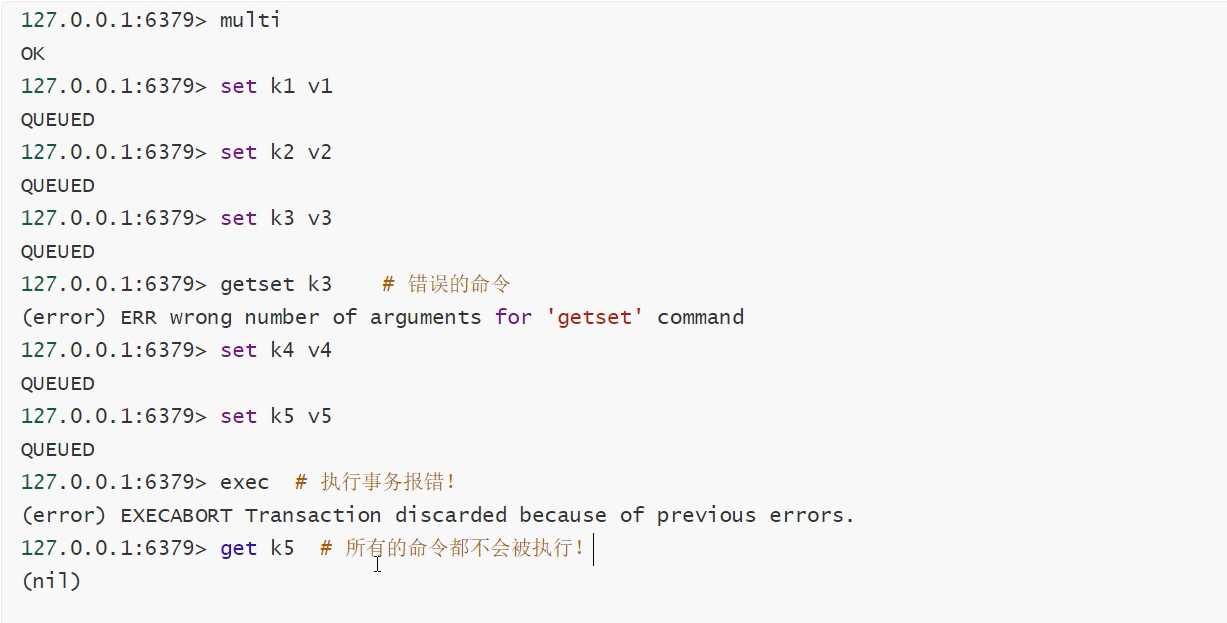 127.0.0.1:6379> multi
OK
127.0.0.1:6379> set k1 v1
QUEUED
127.0.0.1:6379> set k2 v2
QUEUED
127.0.0.1:6379> set k3 v3
QUEUED
127.0.0.1:6379> getset k3    # 错误的命令
(error) ERR wrong number of arguments for 'getset' command
127.0.0.1:6379> set k4 v4
QUEUED
127.0.0.1:6379> set k5 v5
QUEUED
127.0.0.1:6379> exec  # 执行事务报错！
(error) EXECABORT Transaction discarded because of previous errors.
127.0.0.1:6379> get k5  # 所有的命令都不会被执行！
(nil)